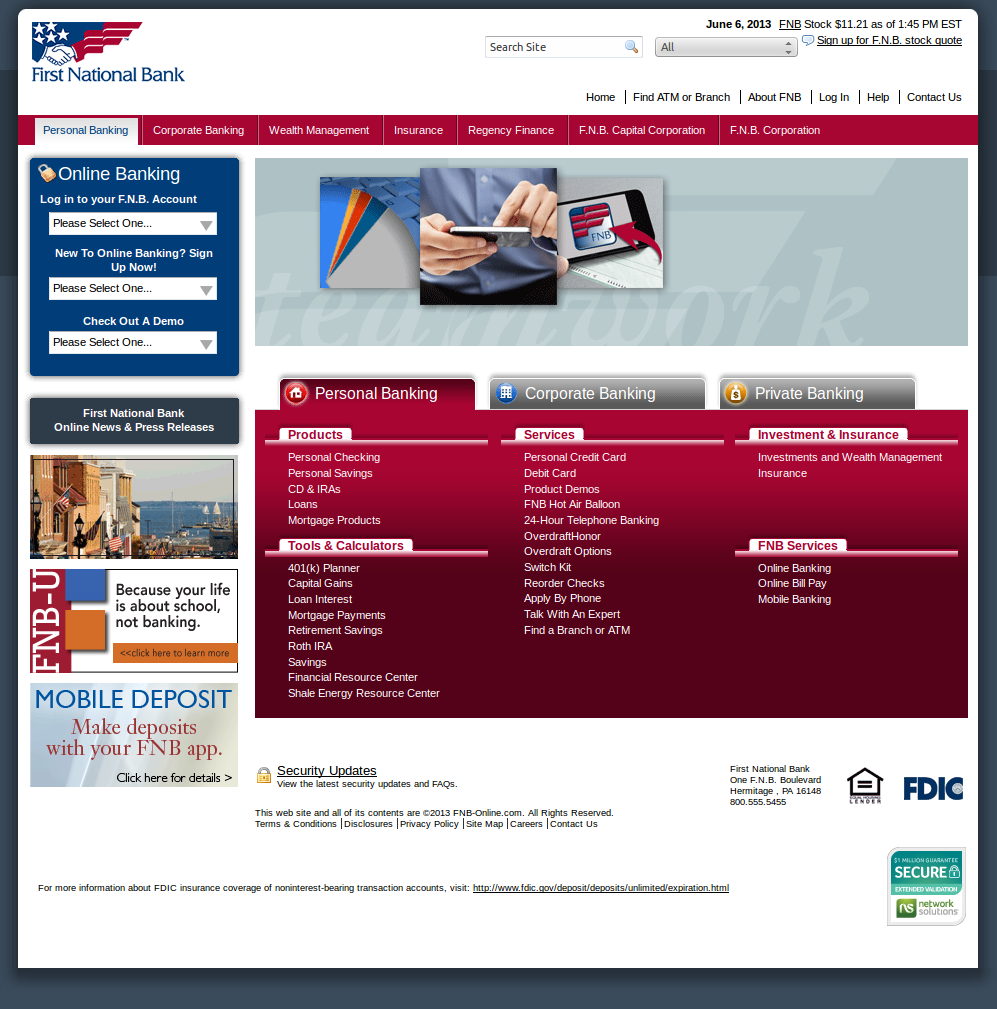 June 6, 2013 FNB Stock $11.21 as of 1:45 PM EST
Search Site
All
Sign up for F.N.B. stock quote
First National Bank
Home
Find ATM or Branch
About FNB
Log In
Help
Contact Us
Personal Banking
Corporate Banking
Wealth Management
Insurance
Regency Finance
F.N.B. Capital Corporation
F.N.B. Corporation
Online Banking
Log in to your F.N.B. Account
Please Select One...
New To Online Banking? Sign
Up Now!
Please Select One...
Check Out A Demo
Please Select One...
First National Bank
Online News & Press Releases
FNB-U
Because your life
is about school,
not banking.
<<click here to learn more
MOBILE DEPOSIT
Make deposits
with your FNB app.
Click here for details >
teamwork
FNB
Personal Banking
Corporate Banking
Private Banking
Products
Personal Checking
Personal Savings
CD & IRAs
Loans
Mortgage Products
Tools & Calculators
401(k) Planner
Capital Gains
Loan Interest
Mortgage Payments
Retirement Savings
Roth IRA
Savings
Financial Resource Center
Shale Energy Resource Center
Services
Personal Credit Card
Debit Card
Product Demos
FNB Hot Air Balloon
24-Hour Telephone Banking
OverdraftHonor
Overdraft Options
Switch Kit
Reorder Checks
Apply By Phone
Talk With An Expert
Find a Branch or ATM
Investment & Insurance
Investments and Wealth Management
Insurance
FNB Services
Online Banking
Online Bill Pay
Mobile Banking
Security Updates
View the latest security updates and FAQs.
This web site and all of its contents are ©2013 FNB-Online.com. All Rights Reserved.
Terms & Conditions
Disclosures
Privacy Policy
Site Map
Careers
Contact Us
First National Bank
One F.N.B. Boulevard
Hermitage , PA 16148
800.555.5455
EQUAL HOUSING
LENDER
FDIC
For more information about FDIC insurance coverage of noninterest-bearing transaction accounts, visit: http://www.fdic.gov/deposit/deposits/unlimited/expiration.html
$1 MILLION GUARANTEE
SECURE
EXTENDED VALIDATION
ns
network
solutions